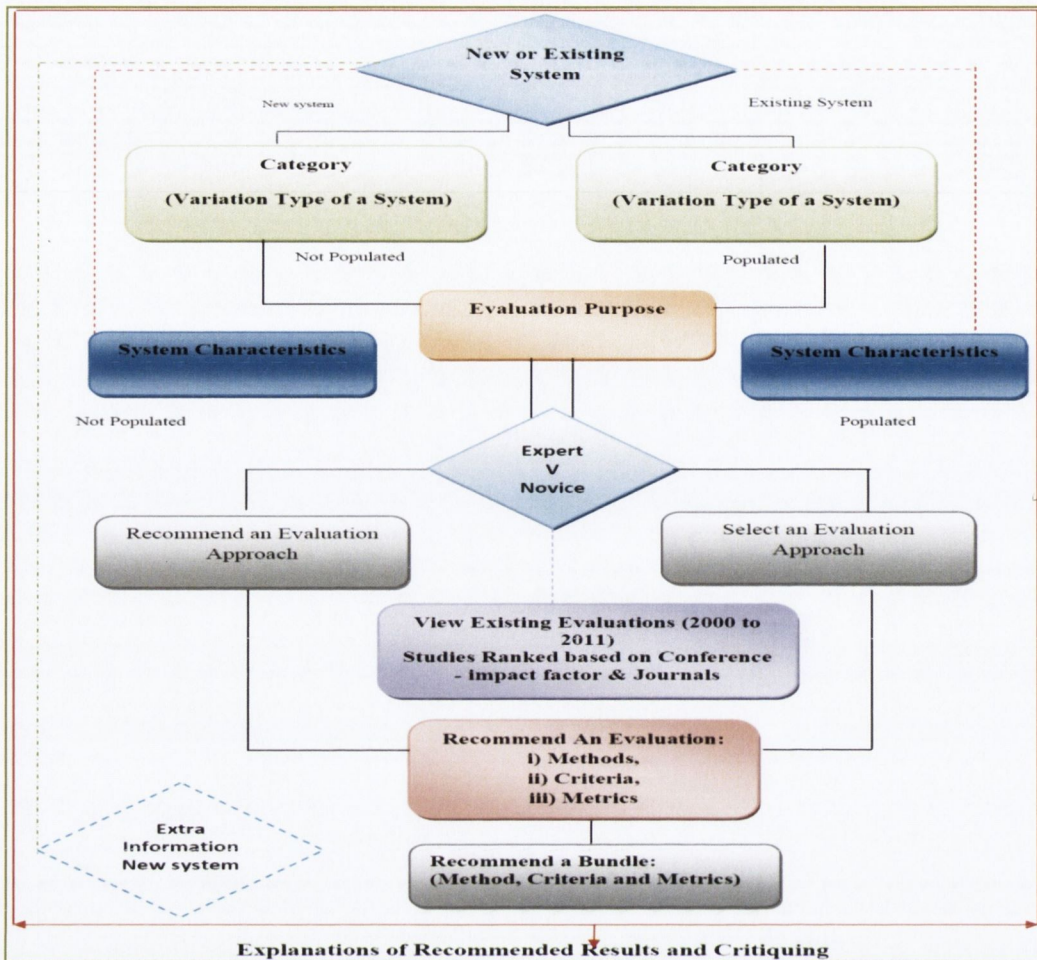 New or Existing
System
New system
Existing System
Category
(Variation Type of a System)
Category
(Variation Type of a System)
Not Populated
Populated
Evaluation Purpose
System Characteristics
System Characteristics
Not Populated
Populated
Expert
V
Novice
Recommend an Evaluation
Approach
Select an Evaluation
Approach
View Existing Evaluations (2000 to
2011)
Studies Ranked based on Conference
- impact factor & Journals
Recommend An Evaluation:
i) Methods,
ii) Criteria,
iii) Metrics
Extra
Information
New system
Recommend a Bundle:
(Method, Criteria and Metrics)
Explanations of Recommended Results and Critiquing